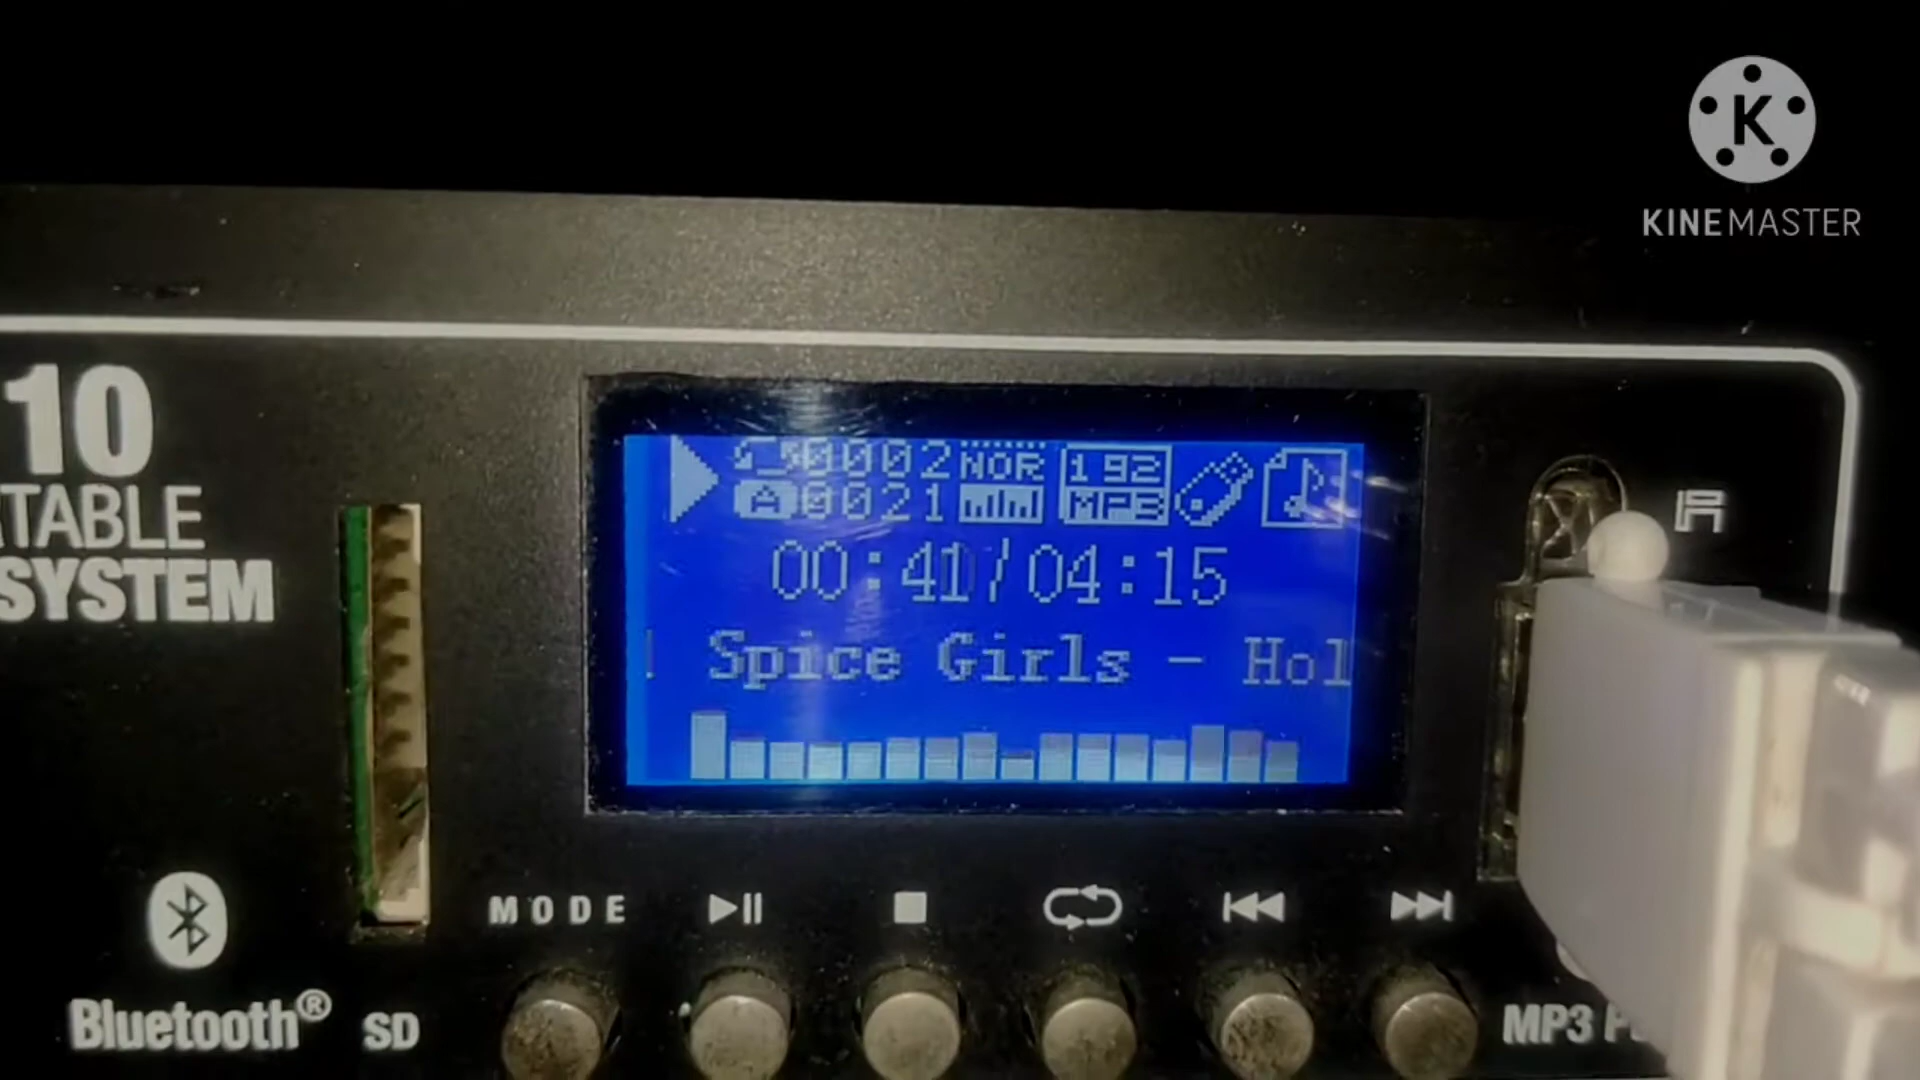 K
KINEMASTER
10
TABLE
SYSTEM
0002 NOR 192
A 0021 MP3
00:41/04:15
Spice Girls - Hol
MODE
Bluetooth®
SD
MP3